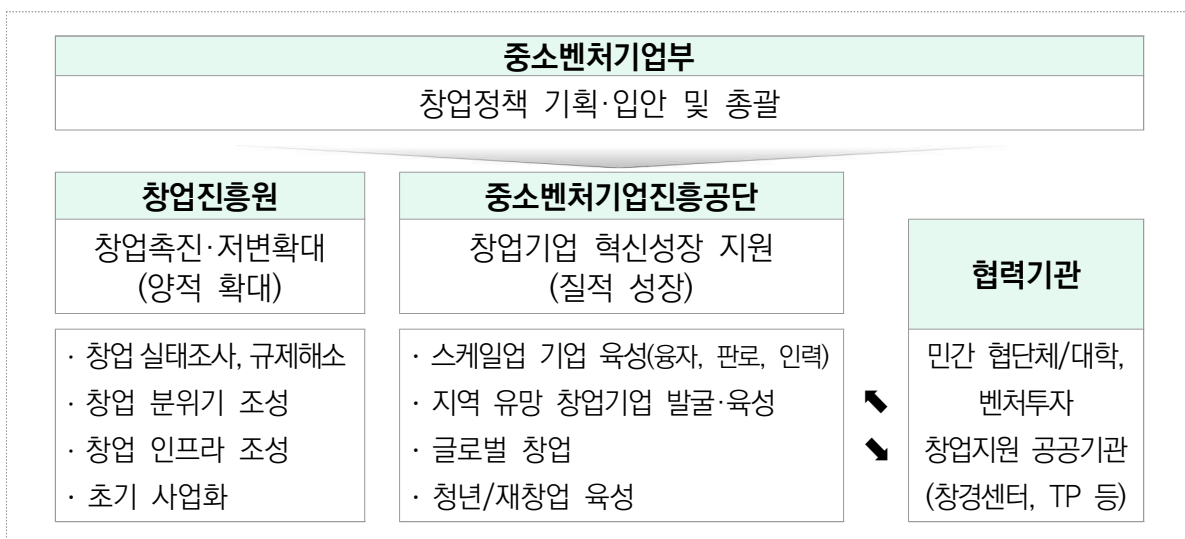 중소벤처기업부
창업정책 기획·입안 및 총괄
창업진흥원
창업촉진·저변확대
(양적 확대)
· 창업 실태조사, 규제해소
· 창업 분위기 조성
· 창업 인프라 조성
· 초기 사업화
중소벤처기업진흥공단
창업기업 혁신성장 지원
(질적 성장)
· 스케일업 기업 육성(융자, 판로, 인력)
· 지역 유망 창업기업 발굴·육성
· 글로벌 창업
· 청년/재창업 육성
협력기관
민간 협단체/대학,
벤처투자
창업지원 공공기관
(창경센터, TP 등)